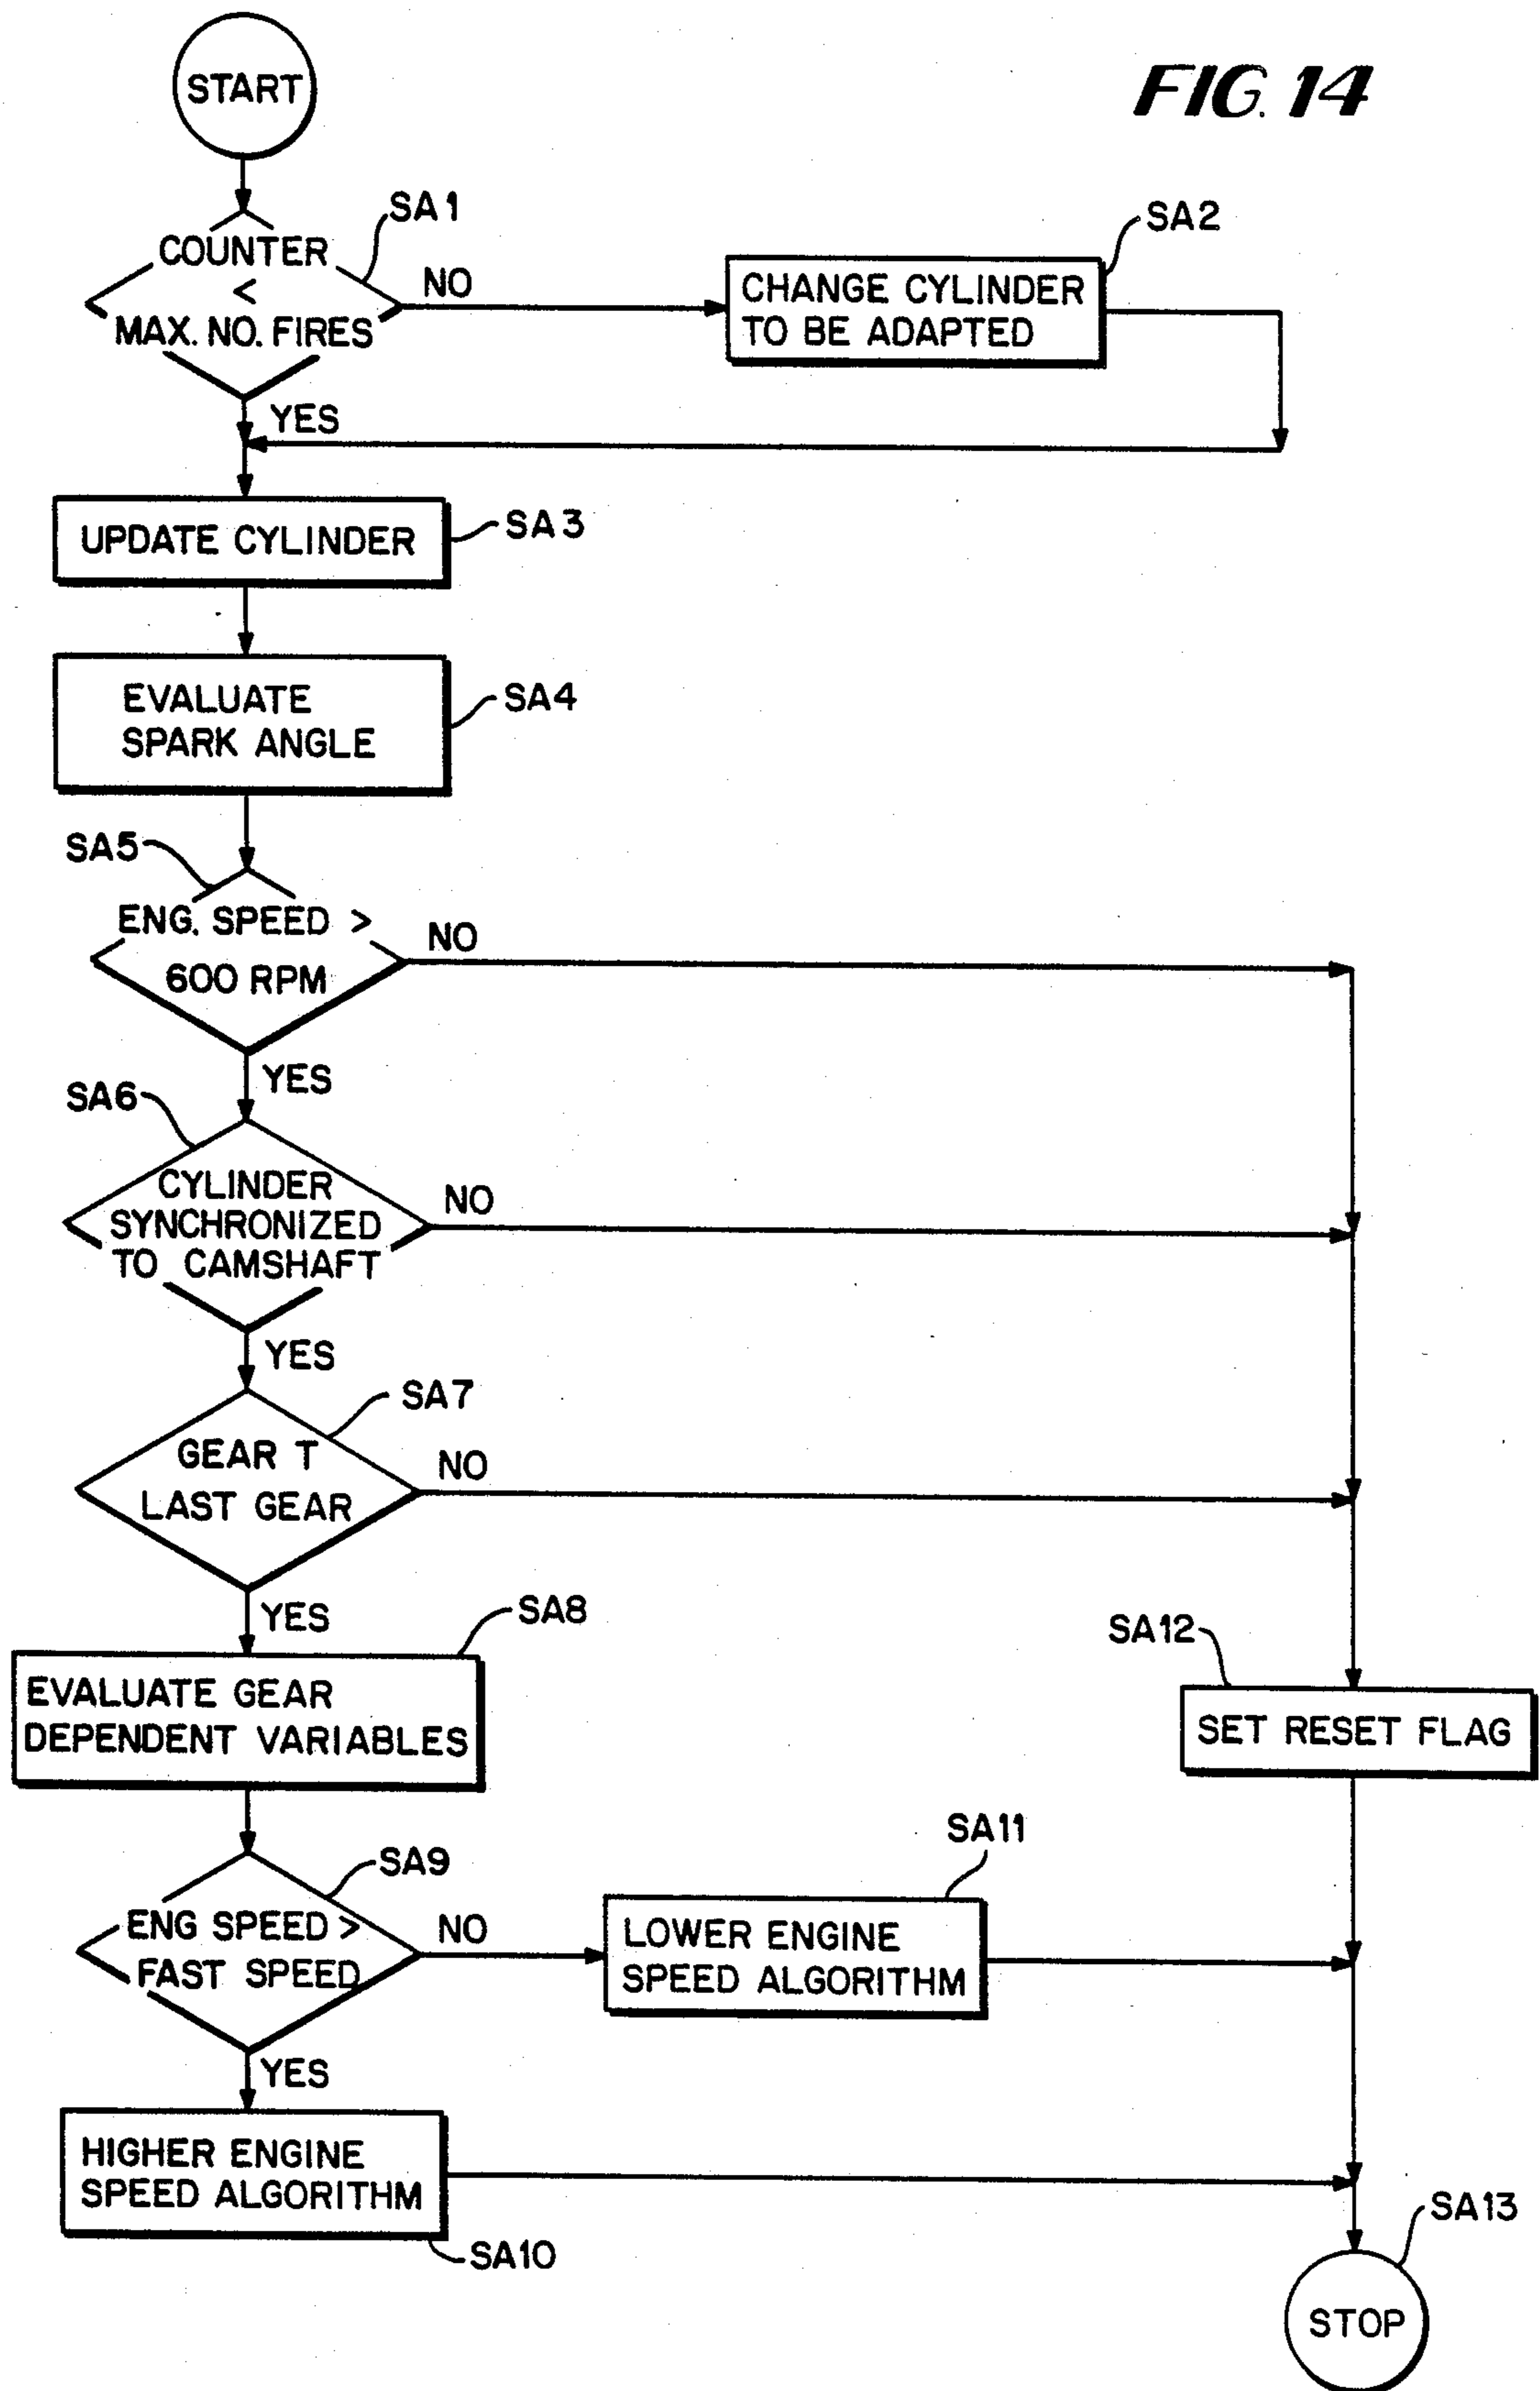 FIG. 14
START
SA1
COUNTER
<
MAX. NO. FIRES
NO
SA2
CHANGE CYLINDER
TO BE ADAPTED
YES
UPDATE CYLINDER
SA3
EVALUATE
SPARK ANGLE
SA4
SA5
ENG. SPEED >
600 RPM
NO
YES
SA6
CYLINDER
SYNCHRONIZED
TO CAMSHAFT
NO
YES
SA7
GEAR T
LAST GEAR
NO
YES
SA8
EVALUATE GEAR
DEPENDENT VARIABLES
SA12
SET RESET FLAG
SA9
ENG SPEED >
FAST SPEED
NO
SA11
LOWER ENGINE
SPEED ALGORITHM
YES
HIGHER ENGINE
SPEED ALGORITHM
SA10
SA13
STOP